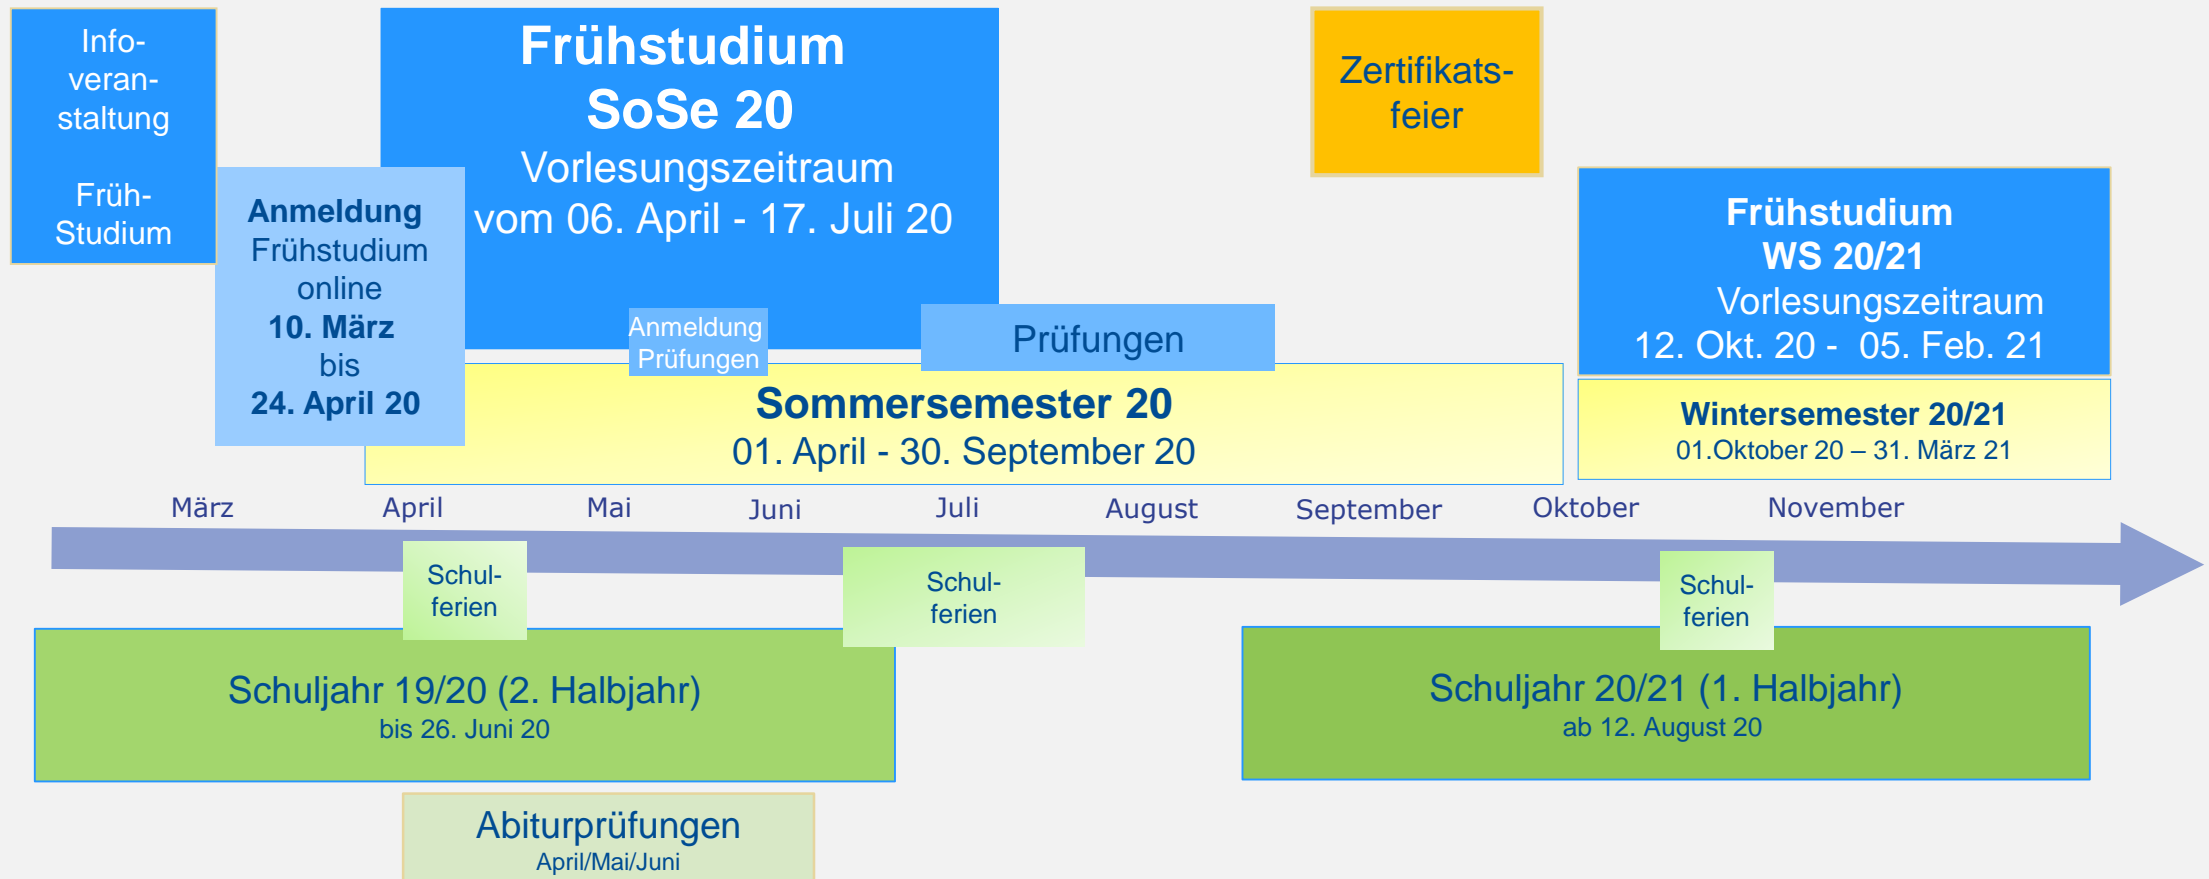 Info-
veran-
staltung
Früh-
Studium
Anmeldung
Frühstudium
online
10. März
bis
24. April 20
Frühstudium
SoSe 20
Vorlesungszeitraum
vom 06. April - 17. Juli 20
Anmeldung
Prüfungen
Prüfungen
Zertifikats-
feier
Frühstudium
WS 20/21
Vorlesungszeitraum
12. Okt. 20 - 05. Feb. 21
Sommersemester 20
01. April - 30. September 20
Wintersemester 20/21
01.Oktober 20 – 31. März 21
März April Mai Juni Juli August September Oktober November
Schul-
ferien
Schul-
ferien
Schul-
ferien
Schuljahr 19/20 (2. Halbjahr)
bis 26. Juni 20
Schuljahr 20/21 (1. Halbjahr)
ab 12. August 20
Abiturprüfungen
April/Mai/Juni